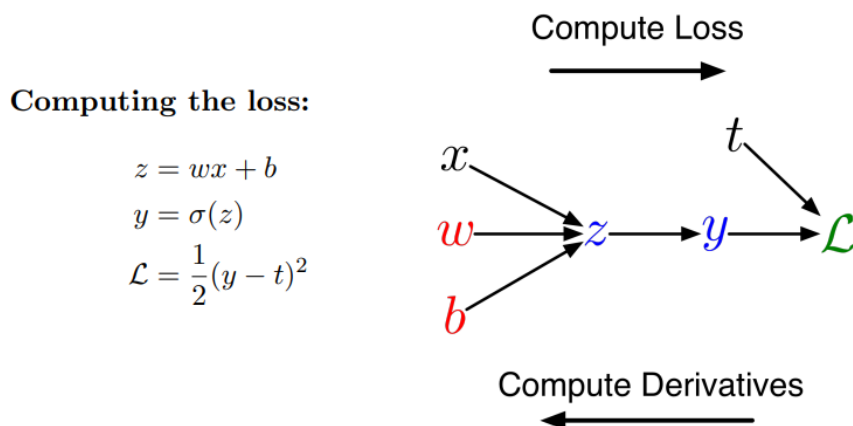 Compute Loss
Computing the loss:
z = wx + b
y = σ(z)
ℒ = 1/2 (y − t)²
t
x
w z y ℒ
b
Compute Derivatives